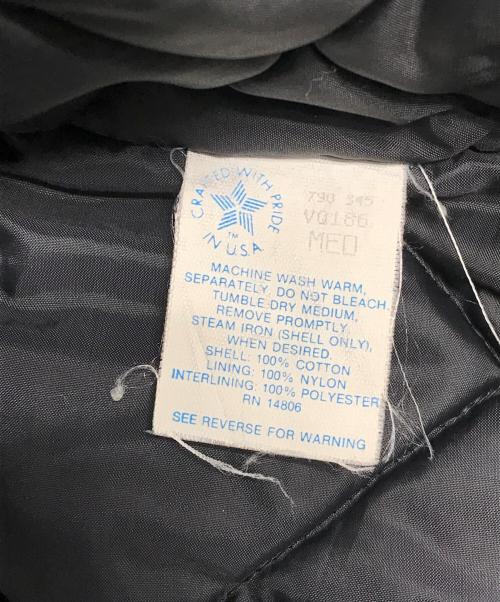 CRAFTED WITH PRIDE
TM
IN U.S.A
790 345
VQ186
MED
MACHINE WASH WARM,
SEPARATELY, DO NOT BLEACH,
TUMBLE DRY MEDIUM,
REMOVE PROMPTLY.
STEAM IRON (SHELL ONLY),
WHEN DESIRED.
SHELL: 100% COTTON
LINING: 100% NYLON
INTERLINING: 100% POLYESTER
RN 14806
SEE REVERSE FOR WARNING